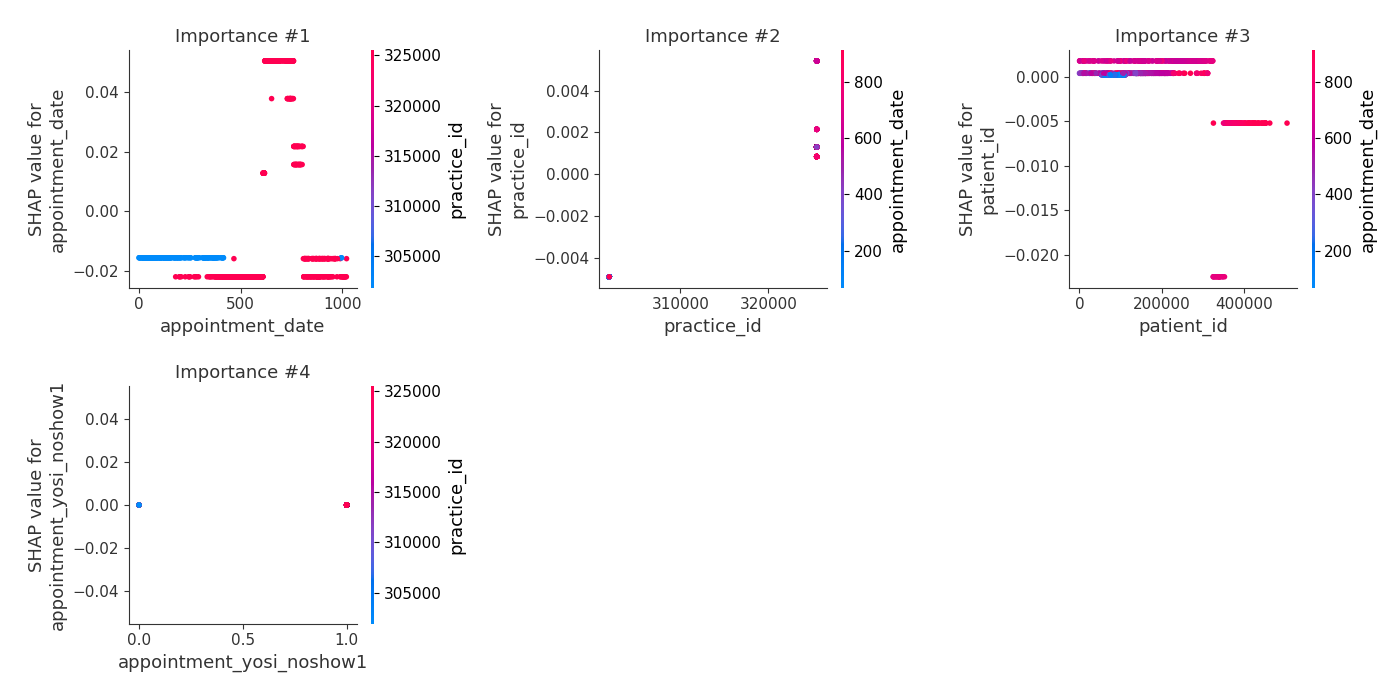 Importance #1
SHAP value for
appointment_date
0.04
0.02
0.00
−0.02
0
500
1000
appointment_date
325000
320000
315000
310000
305000
practice_id
Importance #2
SHAP value for
practice_id
0.004
0.002
0.000
−0.002
−0.004
310000
320000
practice_id
800
600
400
200
appointment_date
Importance #3
SHAP value for
patient_id
0.000
−0.005
−0.010
−0.015
−0.020
0
200000
400000
patient_id
800
600
400
200
appointment_date
Importance #4
SHAP value for
appointment_yosi_noshow1
0.04
0.02
0.00
−0.02
−0.04
0.0
0.5
1.0
appointment_yosi_noshow1
325000
320000
315000
310000
305000
practice_id